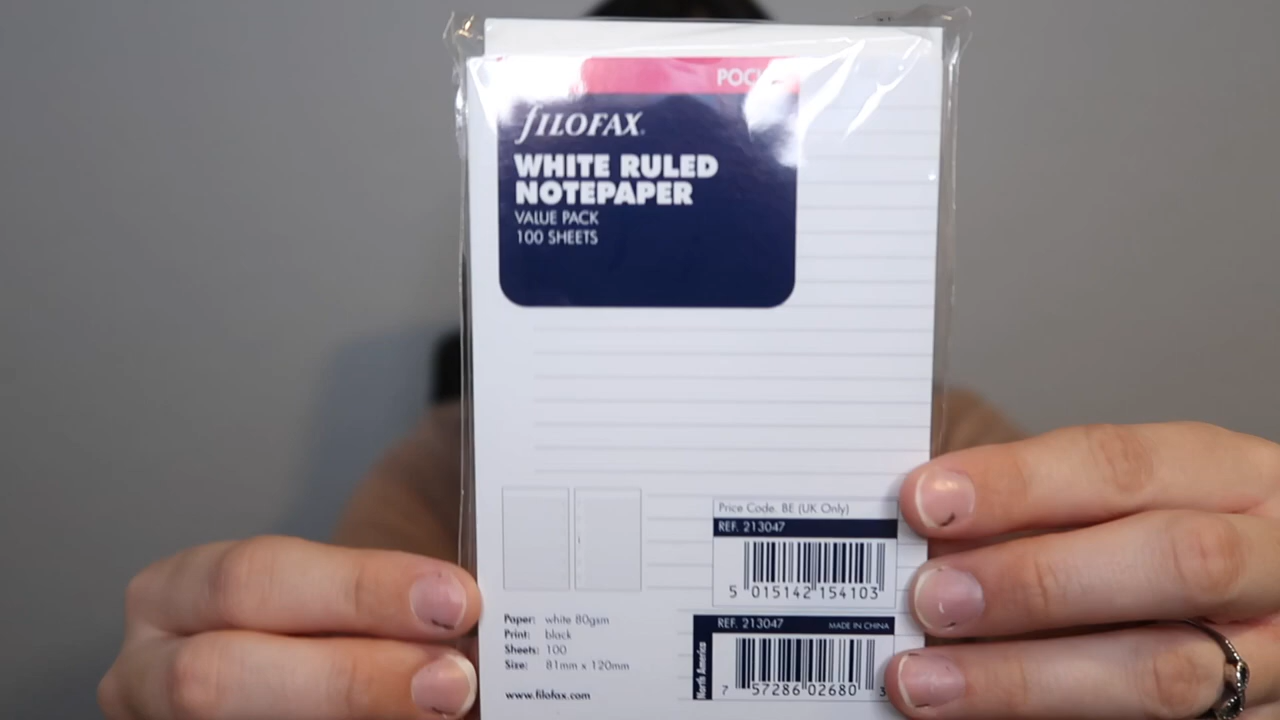 FILOFAX
WHITE RULED
NOTEPAPER
VALUE PACK
100 SHEETS
Price Code. BE (UK Only)
REF. 213047
5 015142 154103
REF. 213047 MADE IN CHINA
North America
7 57286 02680 3
Paper: white 80gsm
Print: black
Sheets: 100
Size: 81mm x 120mm
www.filofax.com